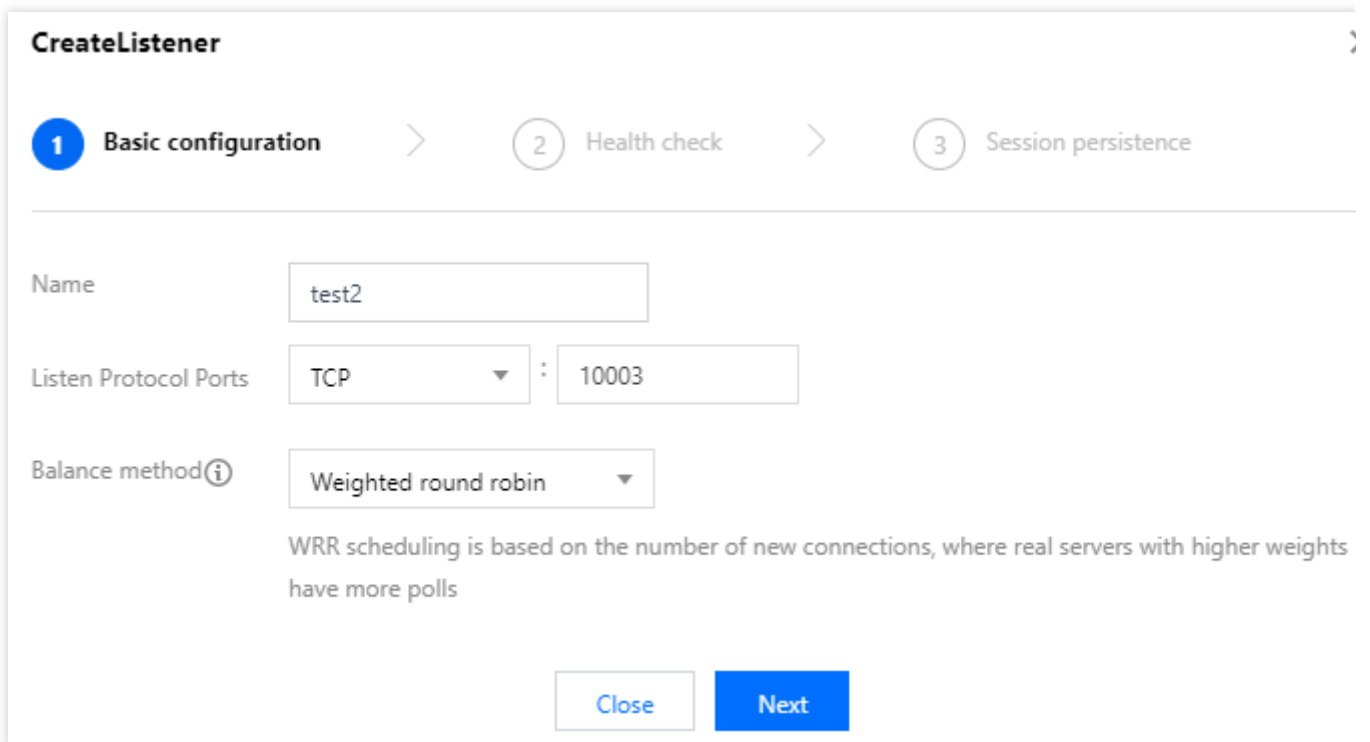 CreateListener
1 Basic configuration 2 Health check 3 Session persistence
Name test2
Listen Protocol Ports TCP : 10003
Balance method Weighted round robin
WRR scheduling is based on the number of new connections, where real servers with higher weights
have more polls
Close Next